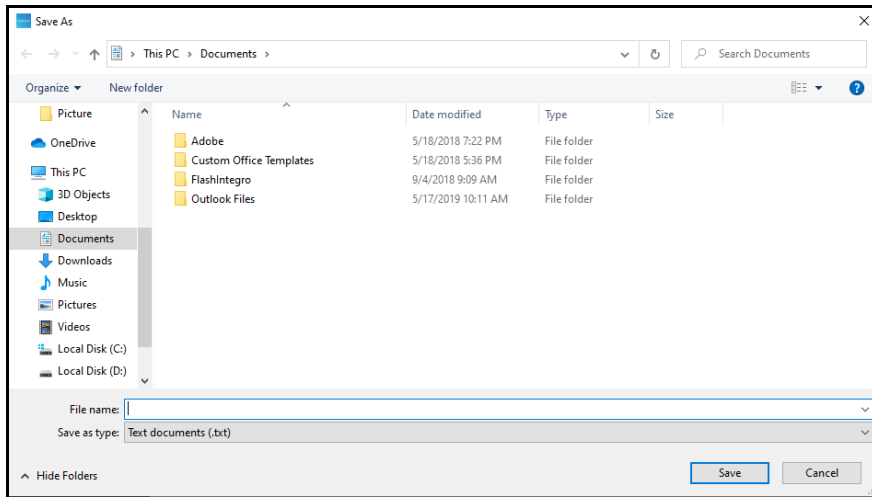 Save As
This PC > Documents >
Search Documents
Organize
New folder
Name Date modified Type Size
Picture
OneDrive
This PC
3D Objects
Desktop
Documents
Downloads
Music
Pictures
Videos
Local Disk (C:)
Local Disk (D:)
Adobe 5/18/2018 7:22 PM File folder
Custom Office Templates 5/18/2018 5:36 PM File folder
FlashIntegro 9/4/2018 9:09 AM File folder
Outlook Files 5/17/2019 10:11 AM File folder
File name:
Save as type: Text documents (.txt)
Hide Folders
Save
Cancel